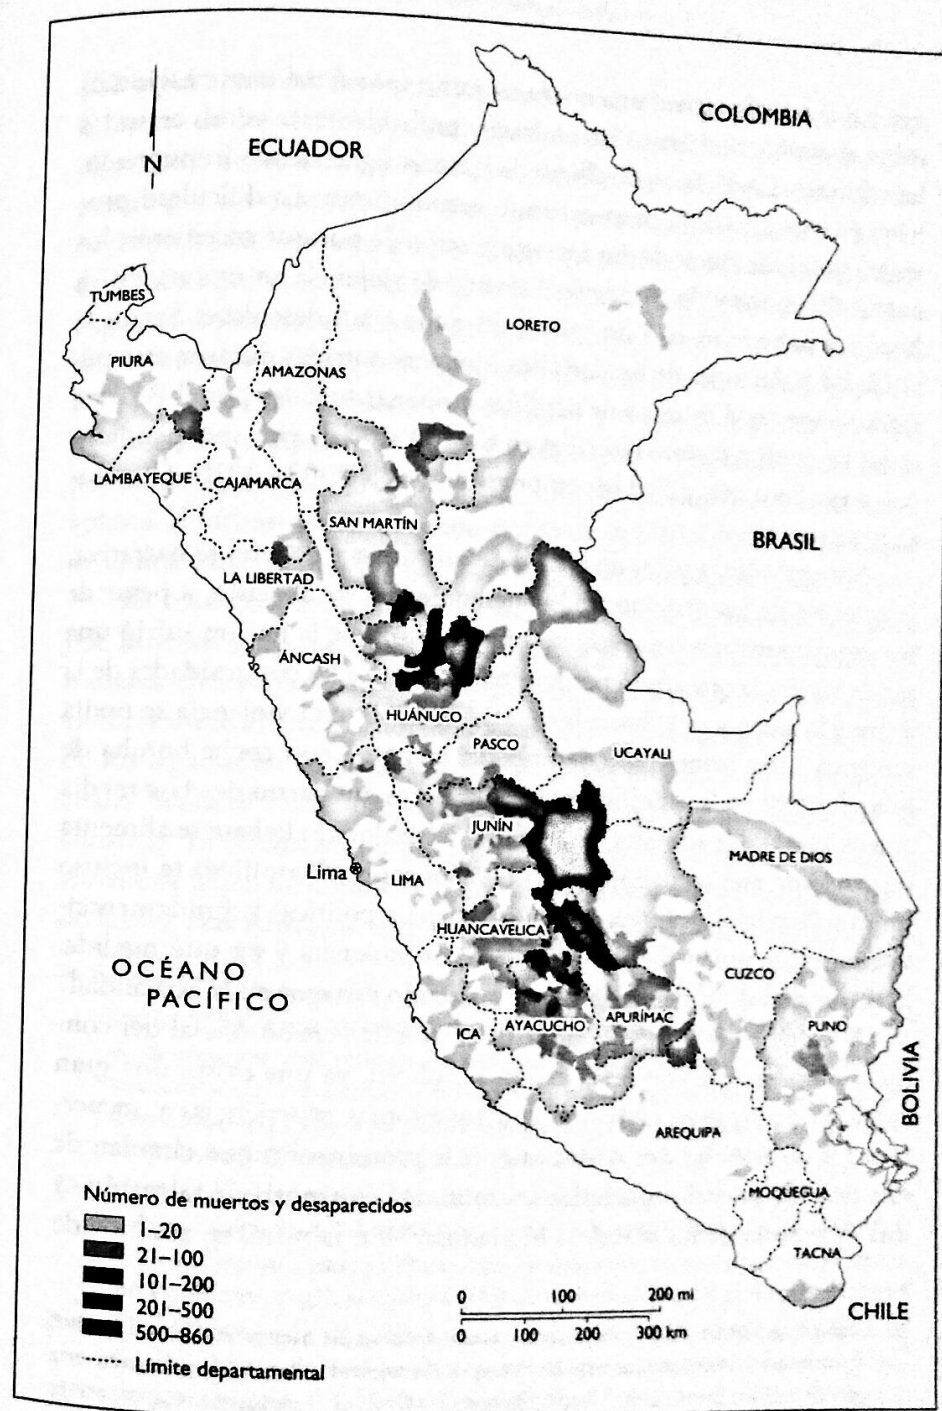 COLOMBIA
ECUADOR
N
TUMBES
LORETO
PIURA
AMAZONAS
LAMBAYEQUE
CAJAMARCA
SAN MARTÍN
BRASIL
LA LIBERTAD
ÁNCASH
HUÁNUCO
PASCO
UCAYALI
JUNÍN
MADRE DE DIOS
Lima
LIMA
HUANCAVELICA
OCÉANO
PACÍFICO
CUZCO
ICA
AYACUCHO
APURÍMAC
PUNO
BOLIVIA
AREQUIPA
MOQUEGUA
TACNA
CHILE
Número de muertos y desaparecidos
1–20
21–100
101–200
201–500
500–860
Límite departamental
0 100 200 mi
0 100 200 300 km